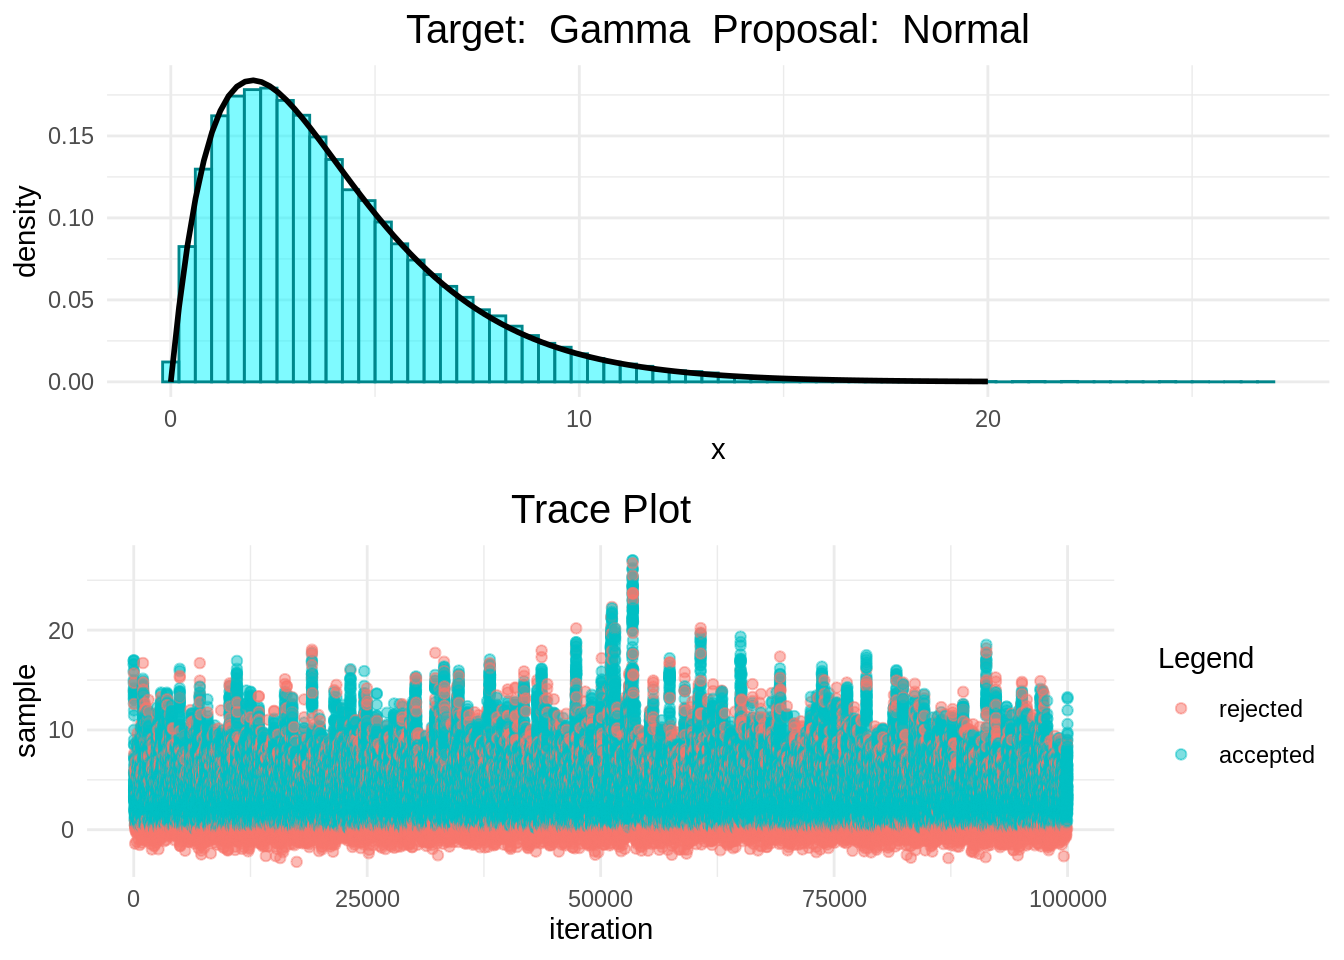 Target:  Gamma  Proposal:  Normal
density
0.15
0.10
0.05
0.00
0
10
20
x
Trace Plot
sample
20
10
0
0
25000
50000
75000
100000
iteration
Legend
rejected
accepted